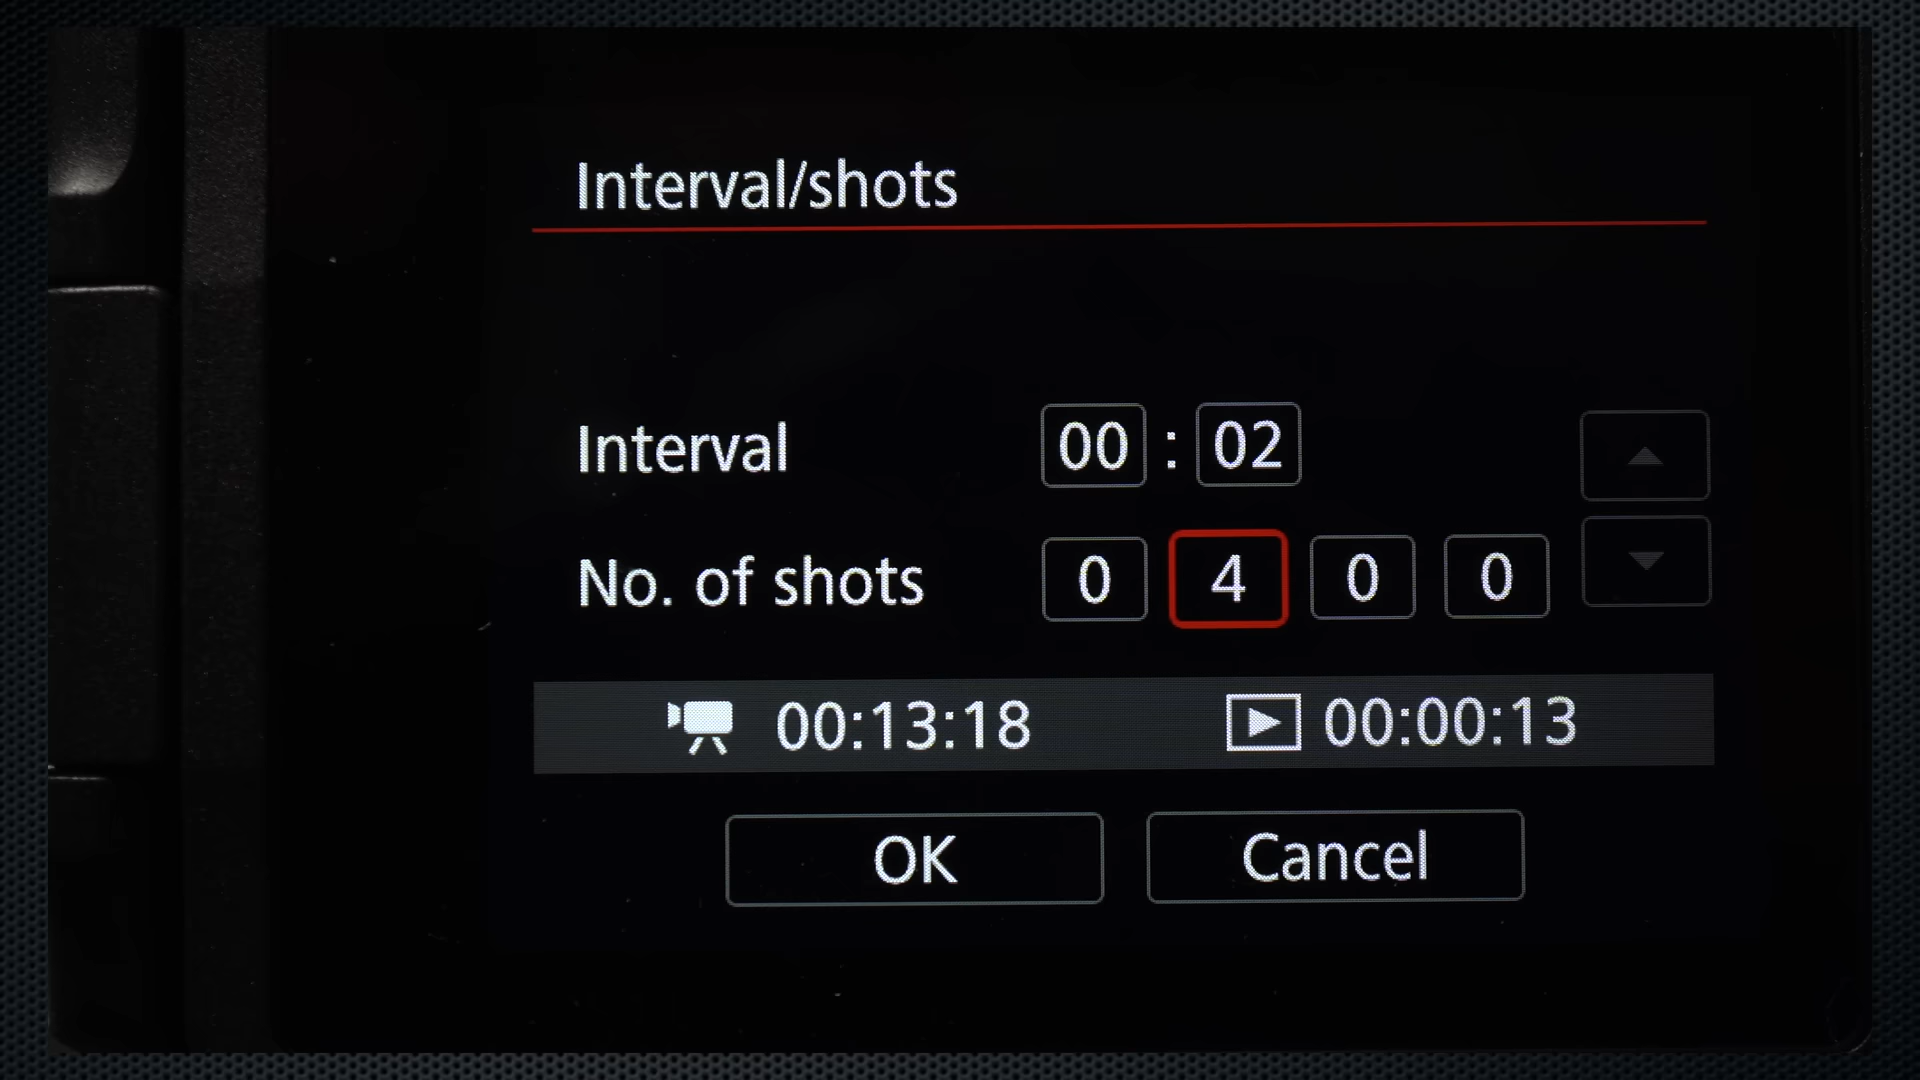 Interval/shots
Interval 00 : 02
No. of shots 0 4 0 0
00:13:18 00:00:13
OK Cancel